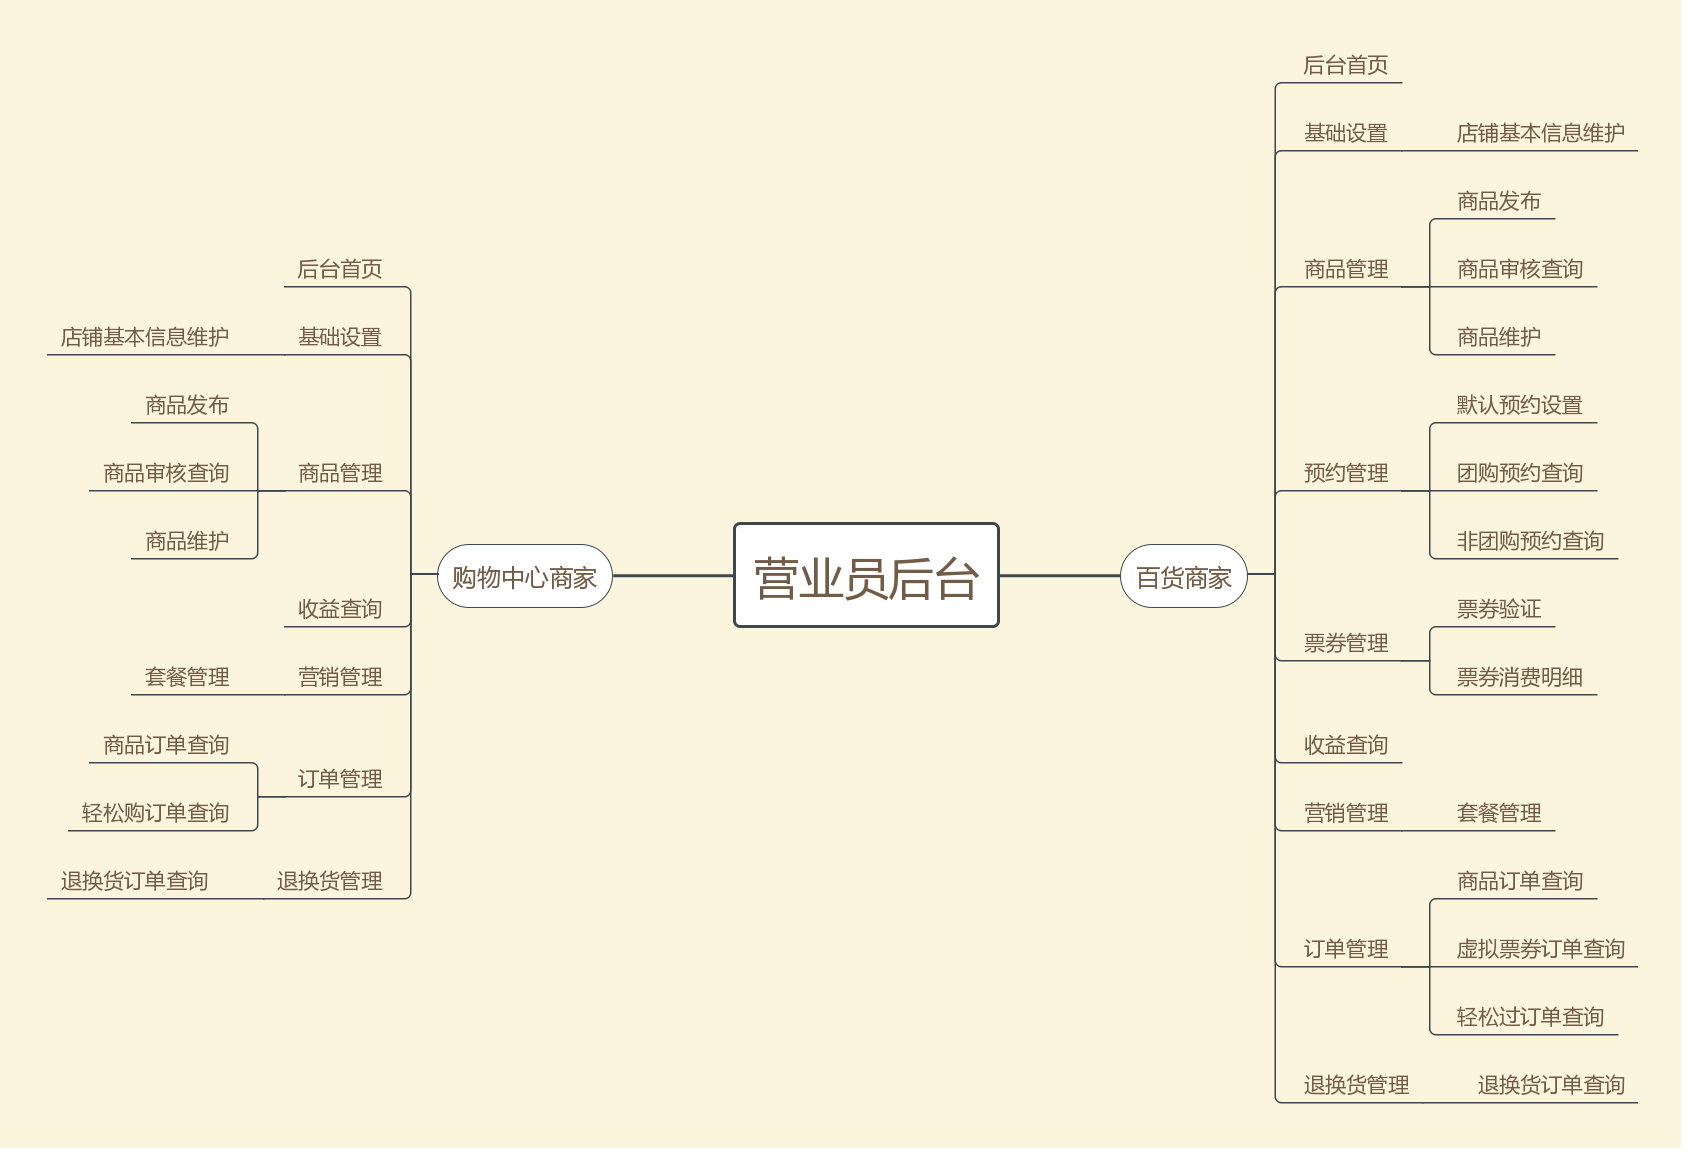 营业员后台
购物中心商家
后台首页
基础设置
店铺基本信息维护
商品管理
商品发布
商品审核查询
商品维护
收益查询
营销管理
套餐管理
订单管理
商品订单查询
轻松购订单查询
退换货管理
退换货订单查询
百货商家
后台首页
基础设置
店铺基本信息维护
商品管理
商品发布
商品审核查询
商品维护
预约管理
默认预约设置
团购预约查询
非团购预约查询
票券管理
票券验证
票券消费明细
收益查询
营销管理
套餐管理
订单管理
商品订单查询
虚拟票券订单查询
轻松过订单查询
退换货管理
退换货订单查询